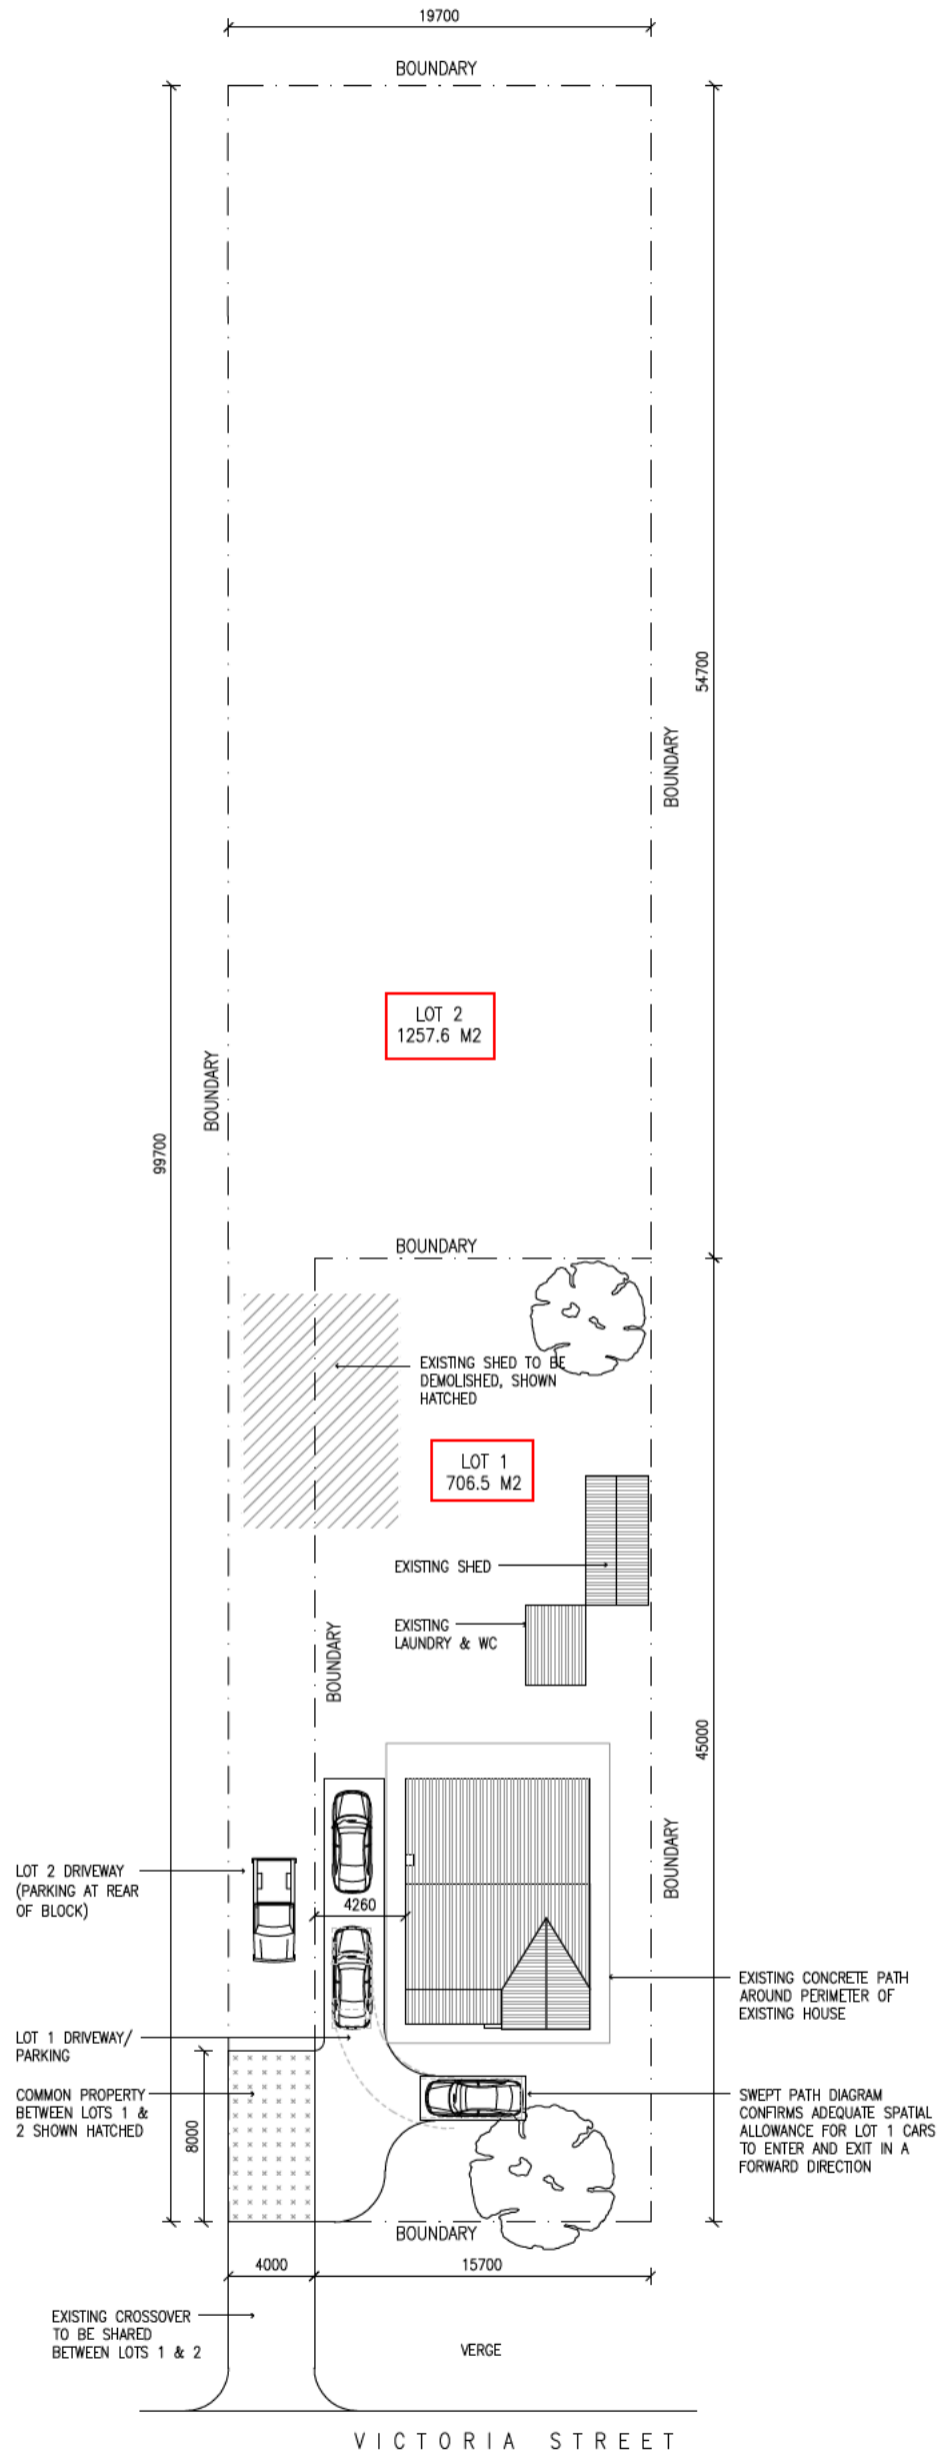 19700
BOUNDARY
54700
BOUNDARY
LOT 2
1257.6 M2
BOUNDARY
99700
BOUNDARY
EXISTING SHED TO BE
DEMOLISHED, SHOWN
HATCHED
LOT 1
706.5 M2
EXISTING SHED
EXISTING
LAUNDRY & WC
BOUNDARY
45000
BOUNDARY
LOT 2 DRIVEWAY
(PARKING AT REAR
OF BLOCK)
4260
EXISTING CONCRETE PATH
AROUND PERIMETER OF
EXISTING HOUSE
LOT 1 DRIVEWAY/
PARKING
COMMON PROPERTY
BETWEEN LOTS 1 &
2 SHOWN HATCHED
8000
SWEPT PATH DIAGRAM
CONFIRMS ADEQUATE SPATIAL
ALLOWANCE FOR LOT 1 CARS
TO ENTER AND EXIT IN A
FORWARD DIRECTION
BOUNDARY
4000
15700
EXISTING CROSSOVER
TO BE SHARED
BETWEEN LOTS 1 & 2
VERGE
VICTORIA STREET